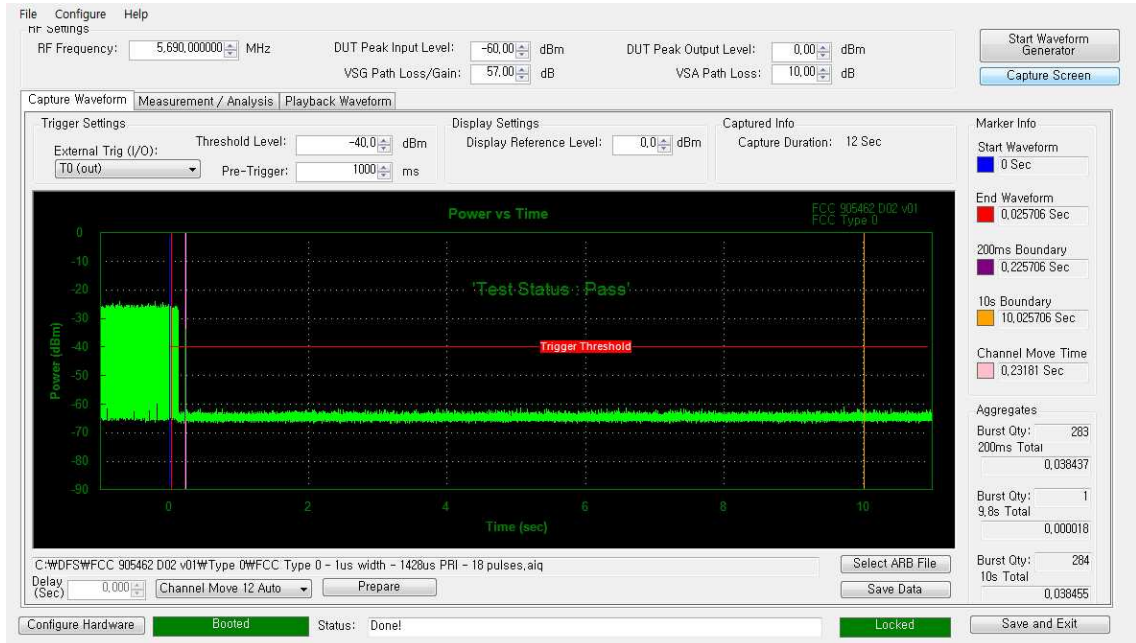 File Configure Help
RF Settings
RF Frequency: 5,690,000000 MHz DUT Peak Input Level: -60,00 dBm DUT Peak Output Level: 0,00 dBm
VSG Path Loss/Gain: 57,00 dB VSA Path Loss: 10,00 dB
Start Waveform
Generator
Capture Screen
Capture Waveform Measurement / Analysis Playback Waveform
Trigger Settings
External Trig (I/O):
T0 (out)
Threshold Level: -40,0 dBm
Pre-Trigger: 1000 ms
Display Settings
Display Reference Level: 0,0 dBm
Captured Info
Capture Duration: 12 Sec
Marker Info
Start Waveform
0 Sec
End Waveform
0,025706 Sec
200ms Boundary
0,225706 Sec
10s Boundary
10,025706 Sec
Channel Move Time
0,23181 Sec
Aggregates
Burst Qty: 283
200ms Total
0,038437
Burst Qty: 1
9,8s Total
0,000018
Burst Qty: 284
10s Total
0,038455
Power vs Time
FCC 905462 D02 v01
FCC Type 0
'Test Status : Pass'
Trigger Threshold
Power (dBm)
0
-10
-20
-30
-40
-50
-60
-70
-80
-90
0 2 4 6 8 10
Time (sec)
C:₩DFS₩FCC 905462 D02 v01₩Type 0₩FCC Type 0 - 1us width - 1428us PRI - 18 pulses,aiq
Select ARB File
Delay
(Sec) 0,000 Channel Move 12 Auto Prepare Save Data
Configure Hardware Booted Status: Done! Locked Save and Exit